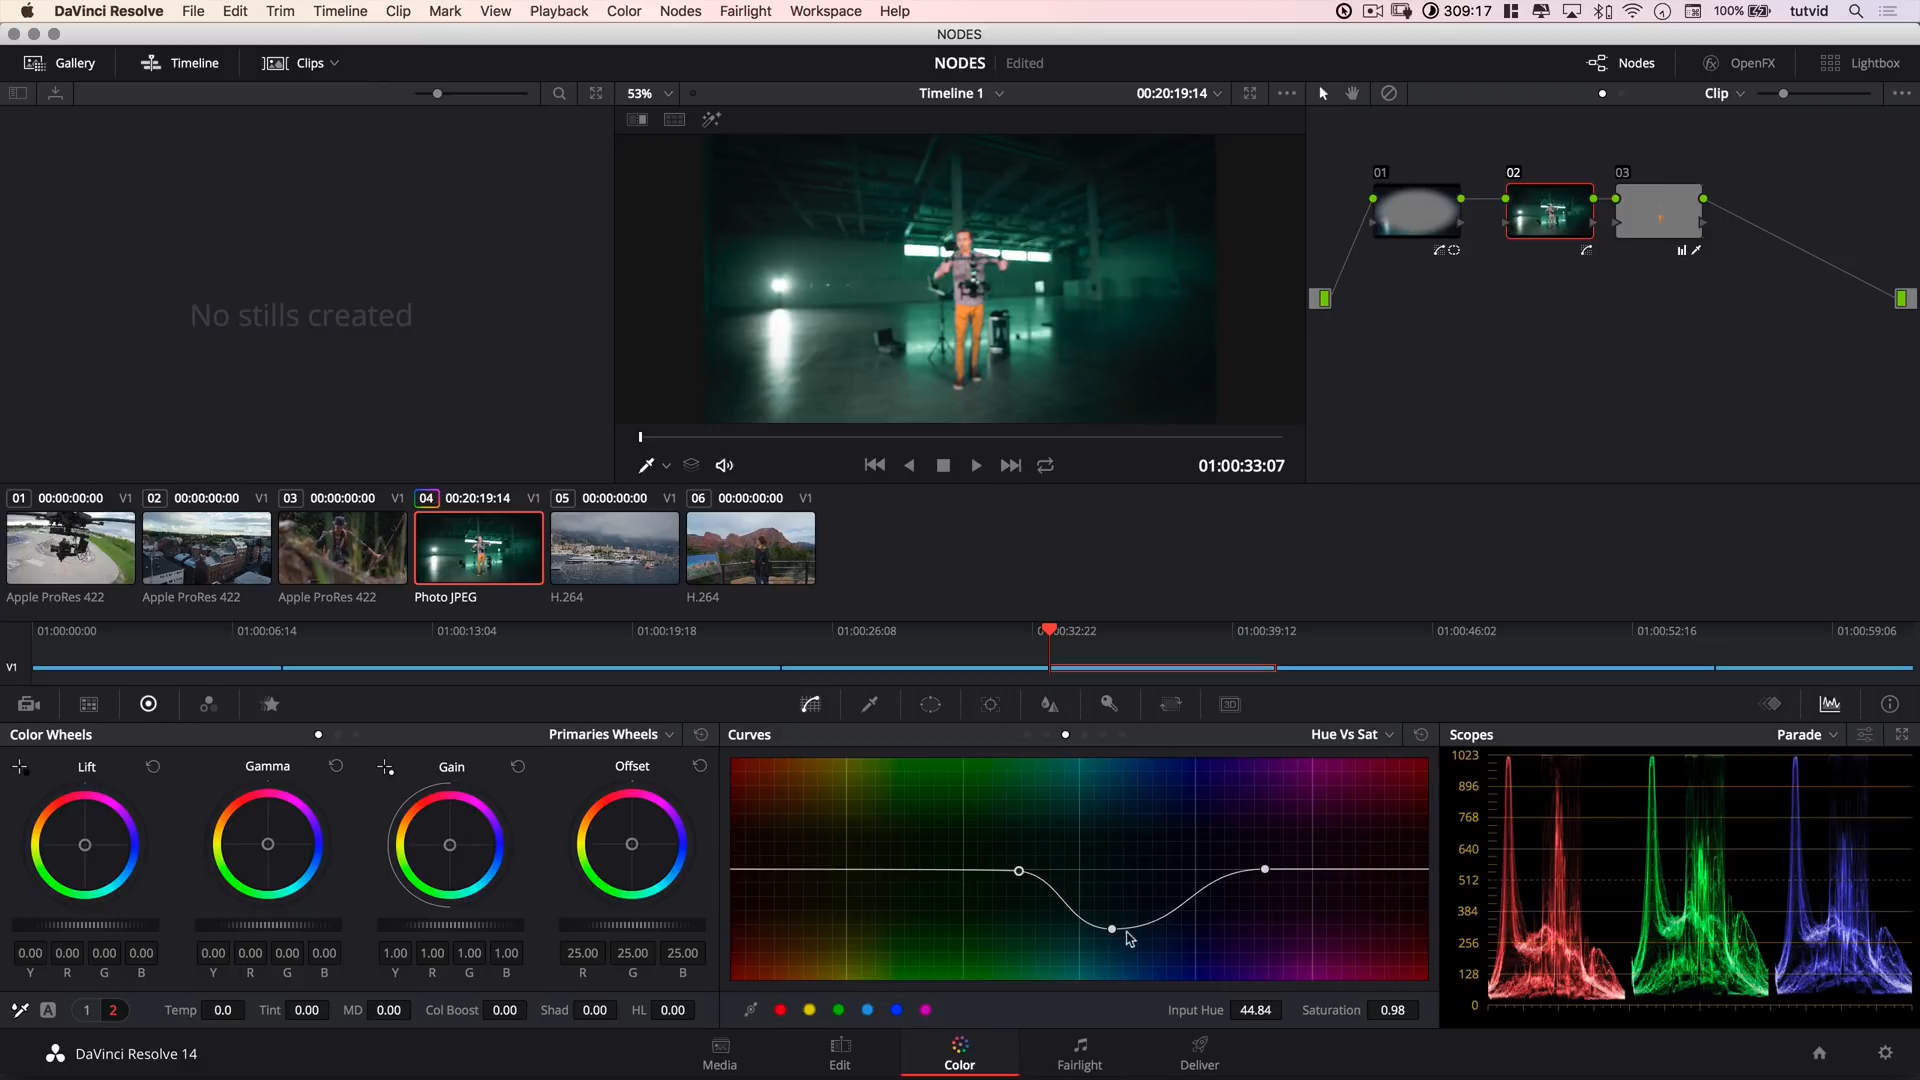 DaVinci Resolve File Edit Trim Timeline Clip Mark View Playback Color Nodes Fairlight Workspace Help 309:17 100% tutvid
NODES
Gallery Timeline Clips NODES Edited Nodes OpenFX Lightbox
53% Timeline 1 00:20:19:14 Clip
01 02 03
No stills created
01:00:33:07
01 00:00:00:00 V1 02 00:00:00:00 V1 03 00:00:00:00 V1 04 00:20:19:14 V1 05 00:00:00:00 V1 06 00:00:00:00 V1
Apple ProRes 422 Apple ProRes 422 Apple ProRes 422 Photo JPEG H.264 H.264
01:00:00:00 01:00:06:14 01:00:13:04 01:00:19:18 01:00:26:08 01:00:32:22 01:00:39:12 01:00:46:02 01:00:52:16 01:00:59:06
V1
3D
Color Wheels Primaries Wheels Curves Hue Vs Sat Scopes Parade
Lift Gamma Gain Offset
1023
896
768
640
512
384
256
128
0
0.00 0.00 0.00 0.00 0.00 0.00 0.00 0.00 1.00 1.00 1.00 1.00 25.00 25.00 25.00
Y R G B Y R G B Y R G B R G B
A 1 2 Temp 0.0 Tint 0.00 MD 0.00 Col Boost 0.00 Shad 0.00 HL 0.00 Input Hue 44.84 Saturation 0.98
DaVinci Resolve 14 Media Edit Color Fairlight Deliver